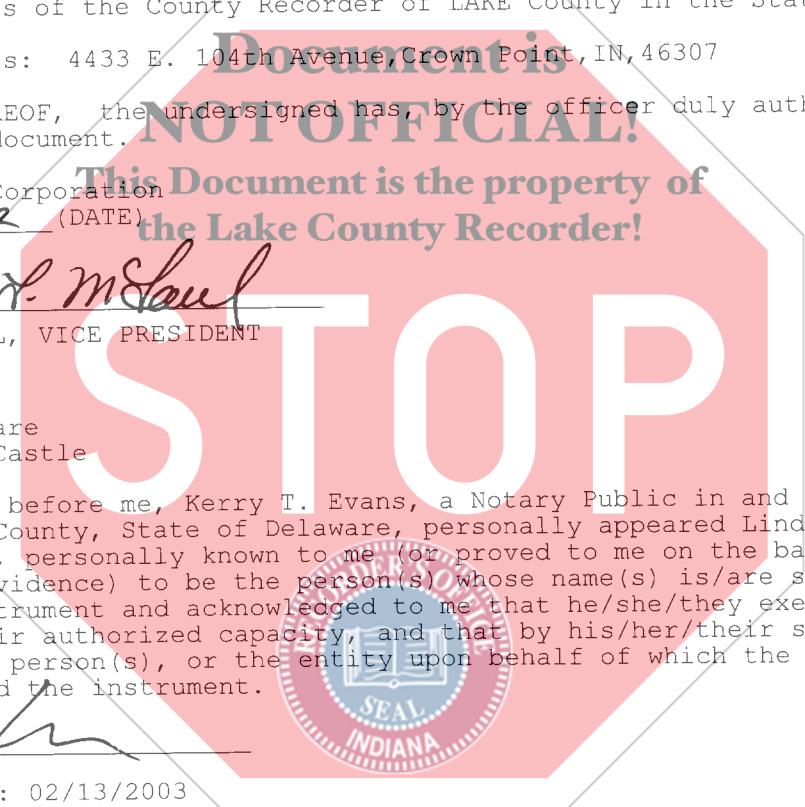 s of the County Recorder of LAKE County in the Stat
Document is
s: 4433 E. 104th Avenue,Crown Point,IN,46307
REOF, the undersigned has, by the officer duly auth
NOT OFFICIAL!
document.
This Document is the property of
Corporation
(DATE)
the Lake County Recorder!
L, VICE PRESIDENT
STOP
are
Castle
before me, Kerry T. Evans, a Notary Public in and
County, State of Delaware, personally appeared Lind
, personally known to me (or proved to me on the ba
vidence) to be the person(s) whose name(s) is/are s
trument and acknowledged to me that he/she/they exe
ir authorized capacity, and that by his/her/their s
person(s), or the entity upon behalf of which the
d the instrument.
RECORDER'S OFFICE
SEAL
INDIANA
: 02/13/2003